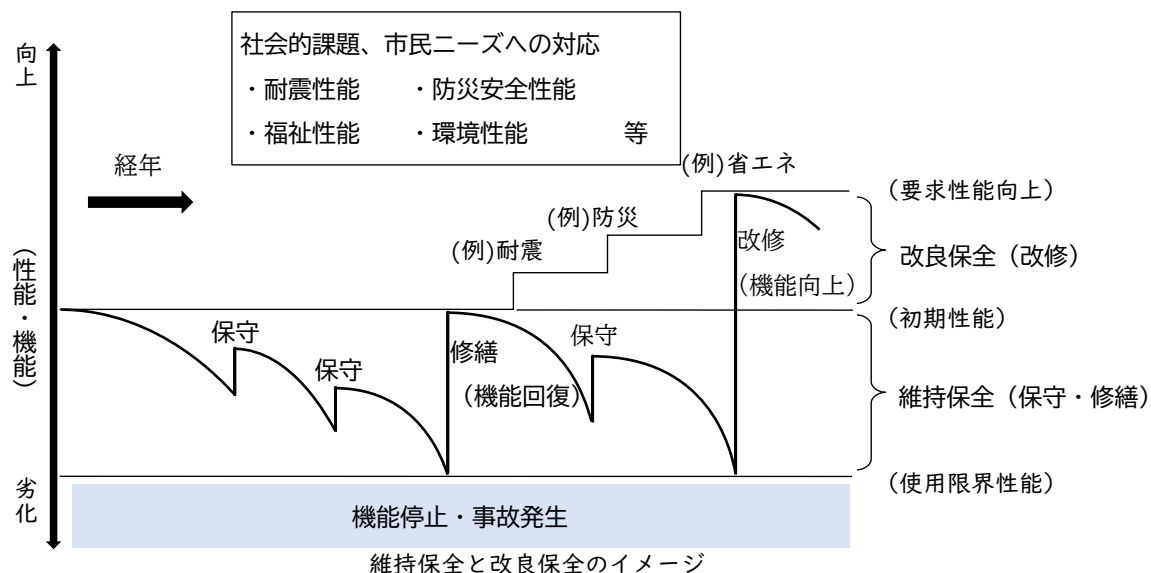 社会的課題、市民ニーズへの対応
・耐震性能　・防災安全性能
・福祉性能　・環境性能　等
向上
経年
(性能・機能)
劣化
(例)耐震
(例)防災
(例)省エネ
保守
保守
修繕
(機能回復)
保守
改修
(機能向上)
(要求性能向上)
改良保全（改修）
(初期性能)
維持保全（保守・修繕）
(使用限界性能)
機能停止・事故発生
維持保全と改良保全のイメージ